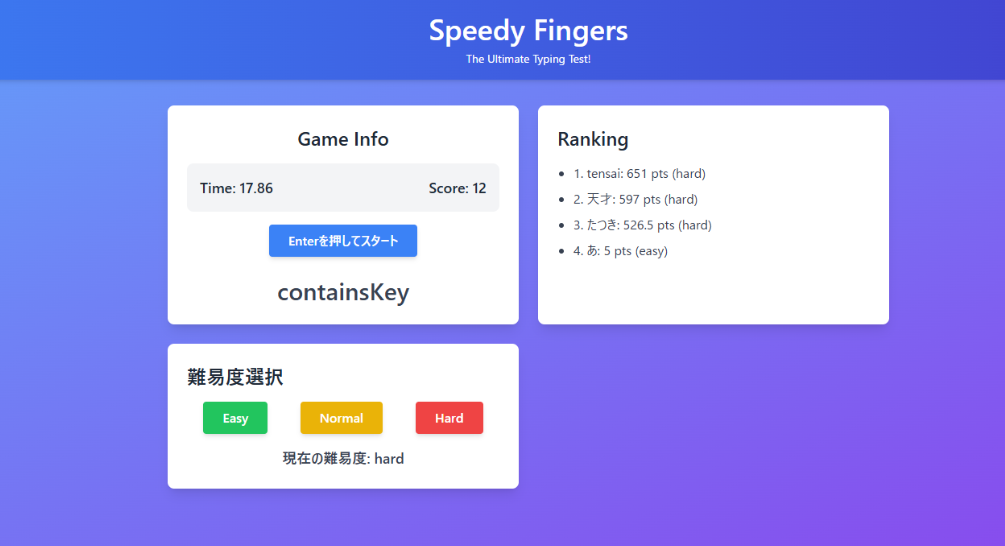 Speedy Fingers
The Ultimate Typing Test!
Game Info
Time: 17.86 Score: 12
Enterを押してスタート
containsKey
Ranking
1. tensai: 651 pts (hard)
2. 天才: 597 pts (hard)
3. たつき: 526.5 pts (hard)
4. あ: 5 pts (easy)
難易度選択
Easy Normal Hard
現在の難易度: hard